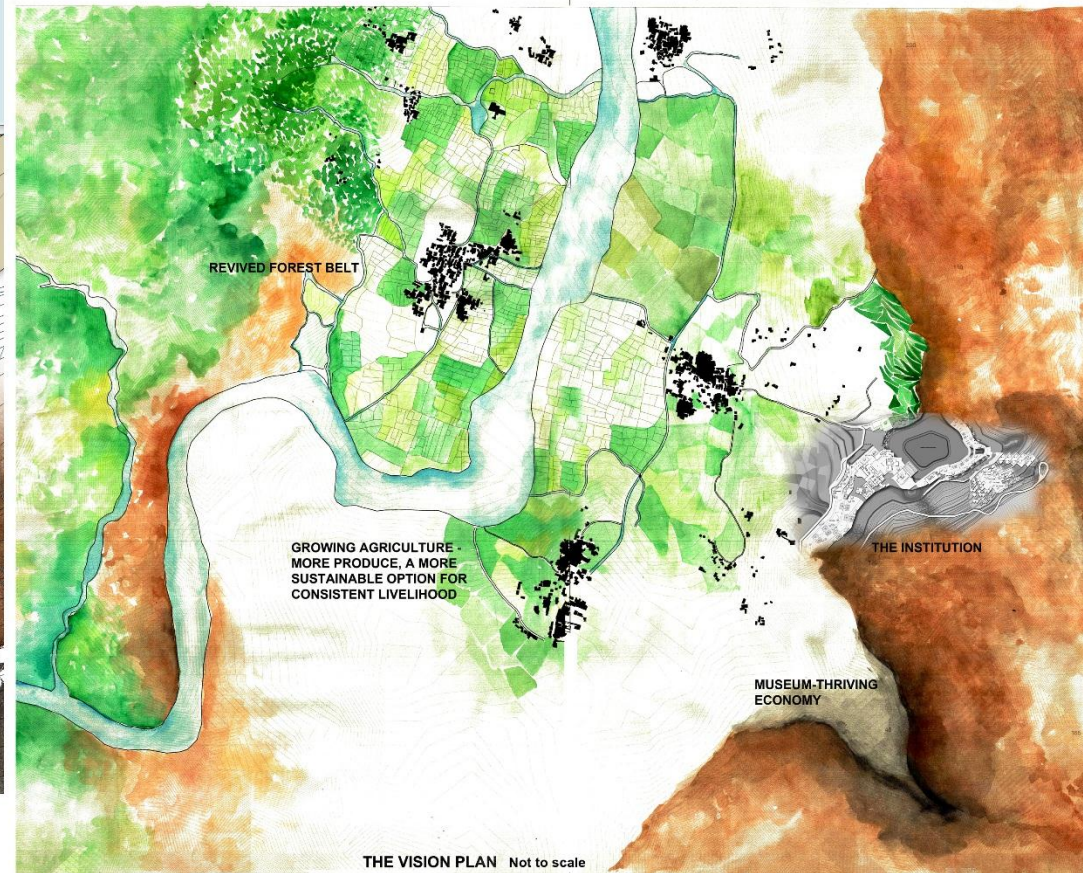 REVIVED FOREST BELT
GROWING AGRICULTURE -
MORE PRODUCE, A MORE
SUSTAINABLE OPTION FOR
CONSISTENT LIVELIHOOD
THE INSTITUTION
MUSEUM-THRIVING
ECONOMY
THE VISION PLAN Not to scale